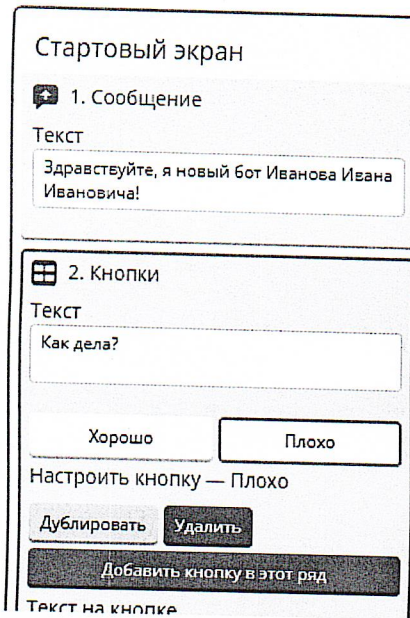 Стартовый экран
1. Сообщение
Текст
Здравствуйте, я новый бот Иванова Ивана
Ивановича!
2. Кнопки
Текст
Как дела?
Хорошо
Плохо
Настроить кнопку — Плохо
Дублировать
Удалить
Добавить кнопку в этот ряд
Текст на кнопке